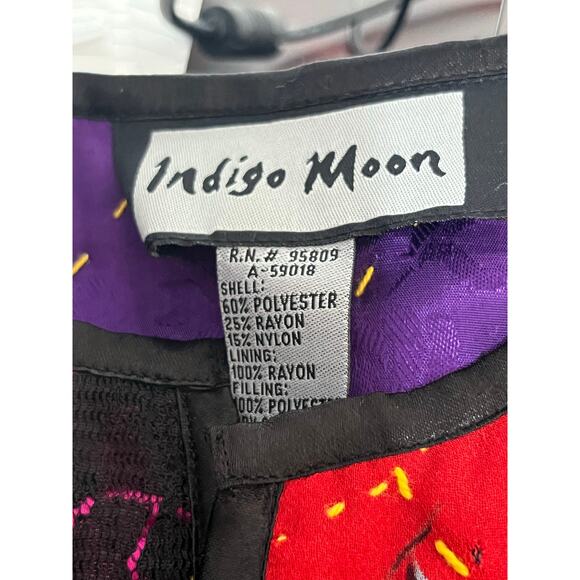 Indigo Moon
R.N.# 95809
A-59018
SHELL:
60% POLYESTER
25% RAYON
15% NYLON
LINING:
100% RAYON
FILLING: